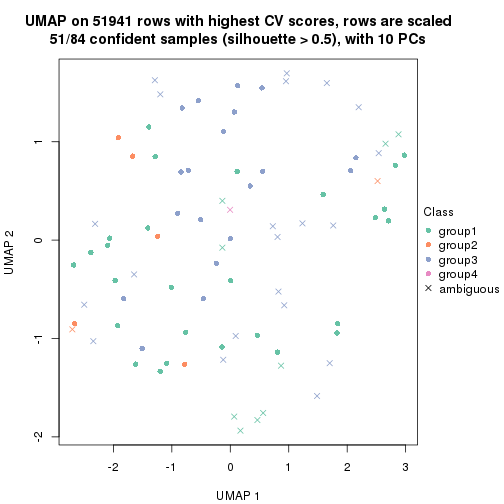 UMAP on 51941 rows with highest CV scores, rows are scaled
51/84 confident samples (silhouette > 0.5), with 10 PCs
1
0
-1
-2
UMAP 2
-2
-1
0
1
2
3
UMAP 1
Class
group1
group2
group3
group4
ambiguous